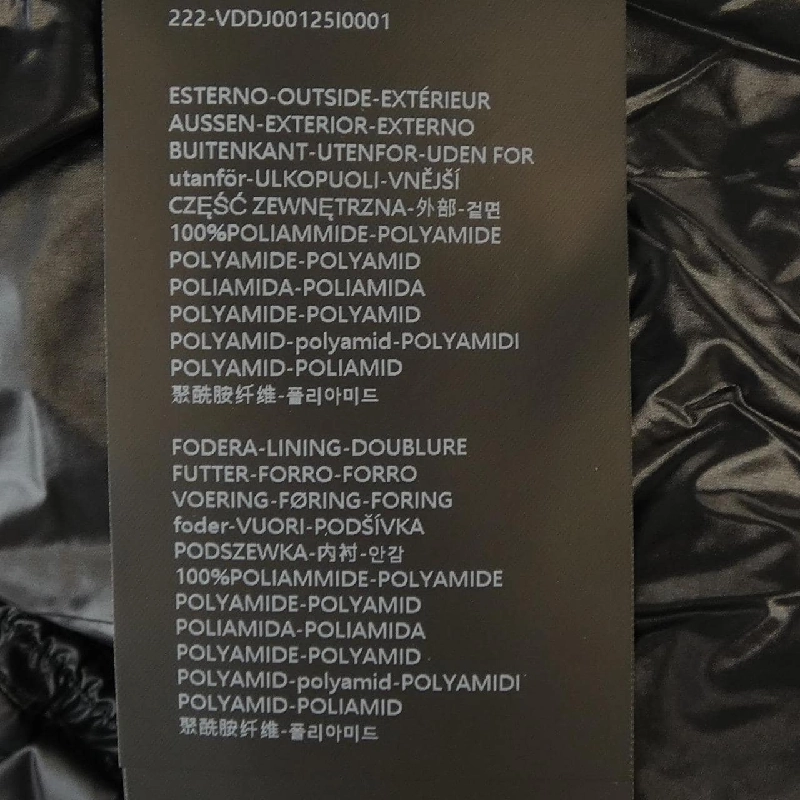 222-VDDJ00125I0001
ESTERNO-OUTSIDE-EXTÉRIEUR
AUSSEN-EXTERIOR-EXTERNO
BUITENKANT-UTENFOR-UDEN FOR
utanför-ULKOPUOLI-VNĚJŠÍ
CZĘŚĆ ZEWNĘTRZNA-外部-겉면
100%POLIAMMIDE-POLYAMIDE
POLYAMIDE-POLYAMID
POLIAMIDA-POLIAMIDA
POLYAMIDE-POLYAMID
POLYAMID-polyamid-POLYAMIDI
POLYAMID-POLIAMID
聚酰胺纤维-폴리아미드
FODERA-LINING-DOUBLURE
FUTTER-FORRO-FORRO
VOERING-FØRING-FORING
foder-VUORI-PODŠÍVKA
PODSZEWKA-内衬-안감
100%POLIAMMIDE-POLYAMIDE
POLYAMIDE-POLYAMID
POLIAMIDA-POLIAMIDA
POLYAMIDE-POLYAMID
POLYAMID-polyamid-POLYAMIDI
POLYAMID-POLIAMID
聚酰胺纤维-폴리아미드